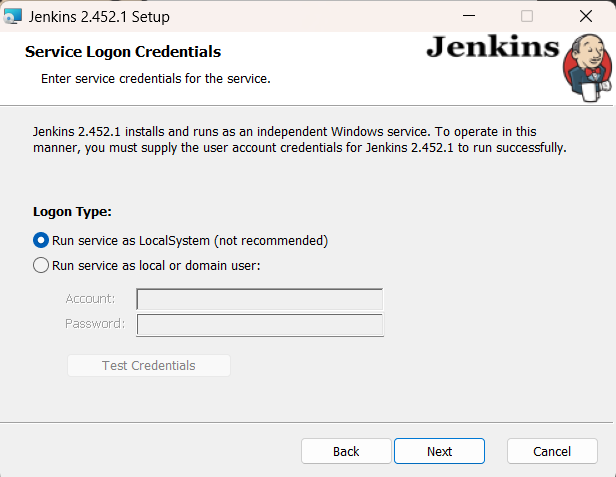 Jenkins 2.452.1 Setup
Service Logon Credentials
Jenkins
Enter service credentials for the service.
Jenkins 2.452.1 installs and runs as an independent Windows service. To operate in this
manner, you must supply the user account credentials for Jenkins 2.452.1 to run successfully.
Logon Type:
Run service as LocalSystem (not recommended)
Run service as local or domain user:
Account:
Password:
Test Credentials
Back
Next
Cancel